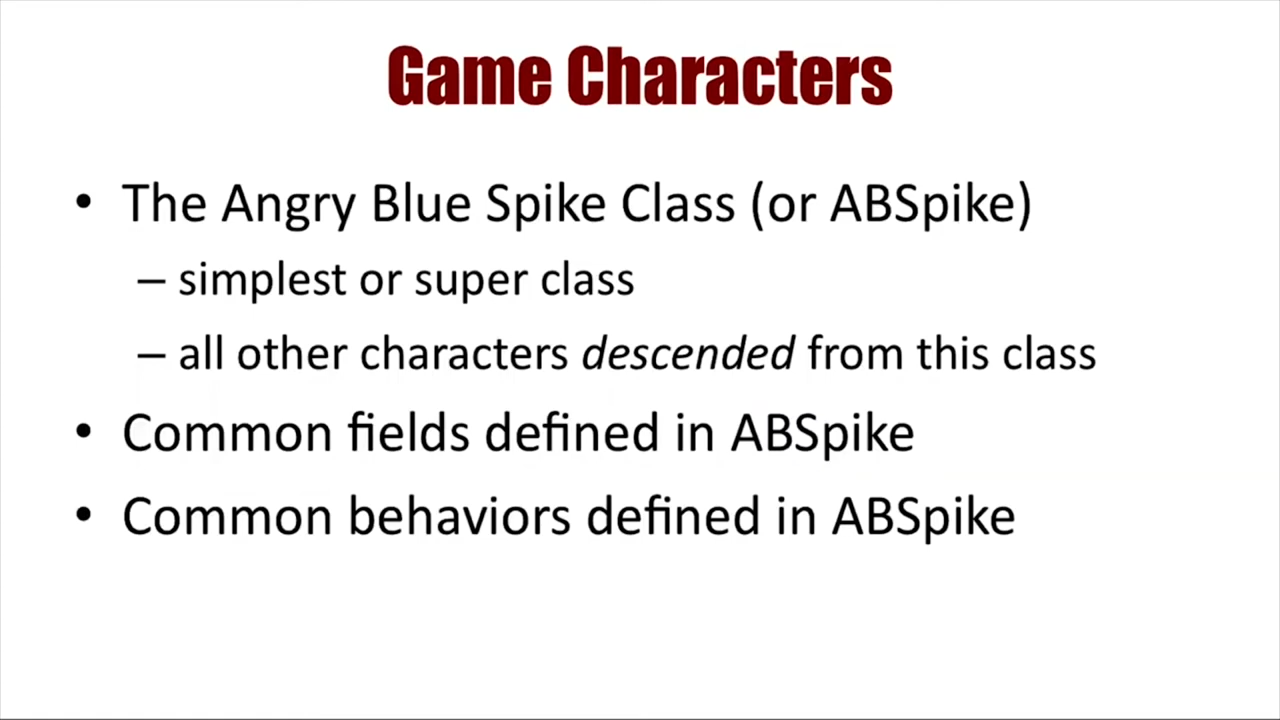 Game Characters
• The Angry Blue Spike Class (or ABSpike)
– simplest or super class
– all other characters descended from this class
• Common fields defined in ABSpike
• Common behaviors defined in ABSpike